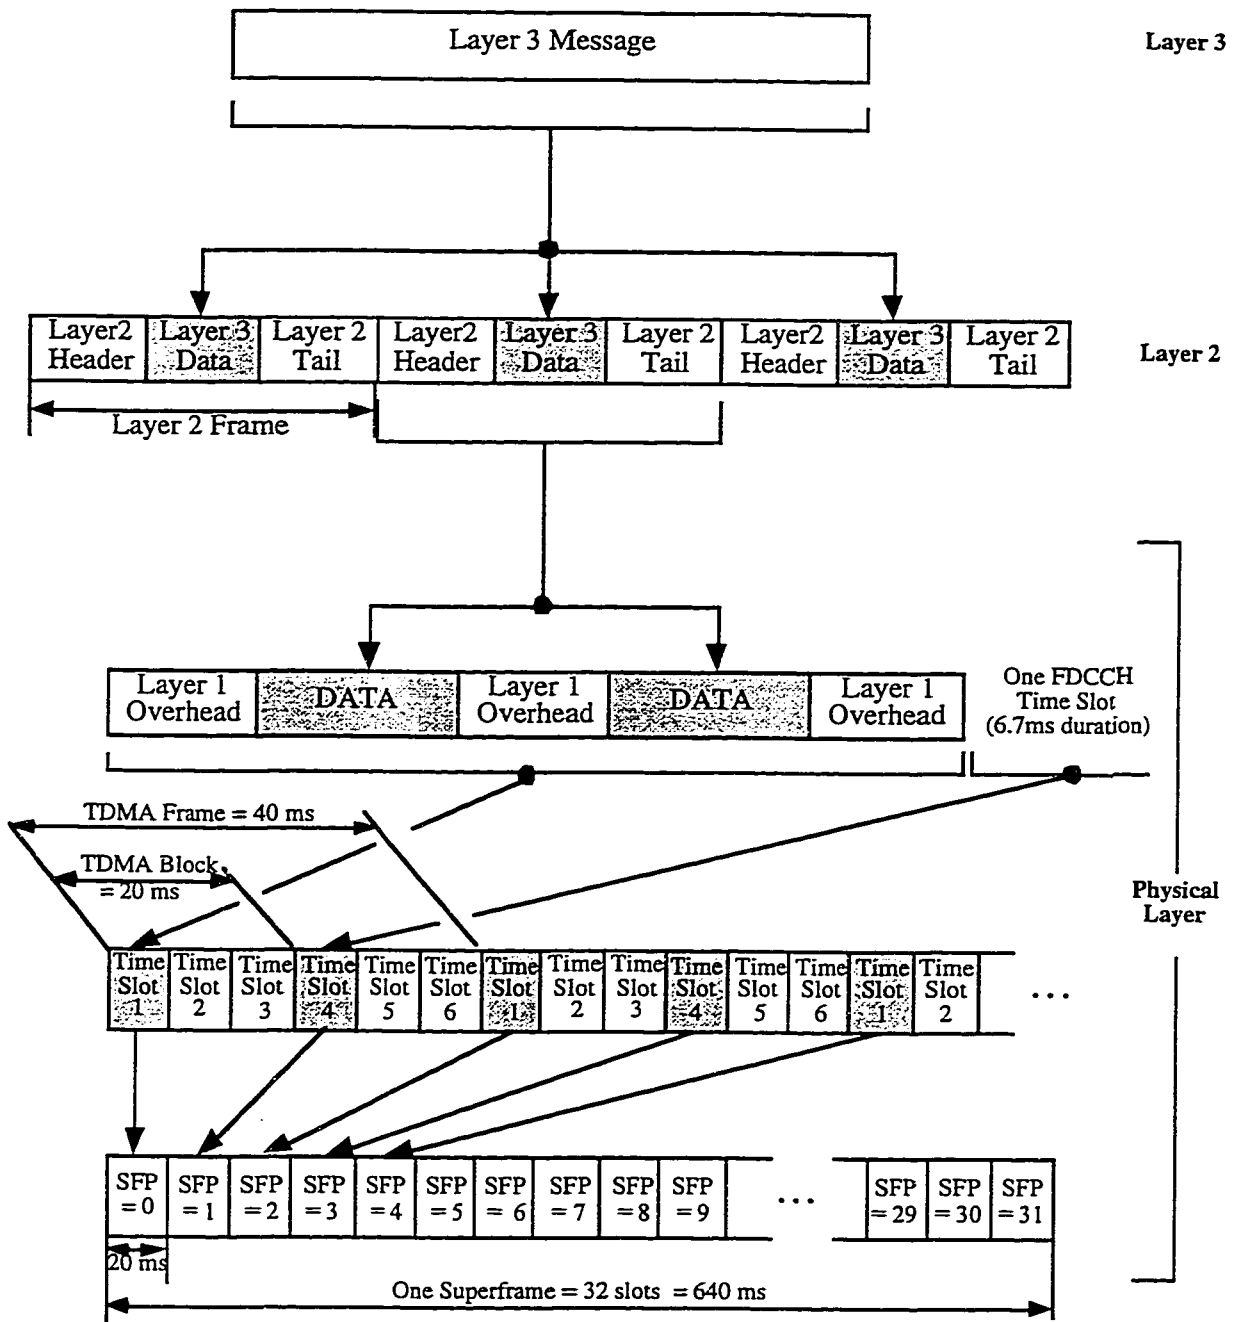 Layer 3 Message
Layer 3
Layer2 Header
Layer 3 Data
Layer 2 Tail
Layer2 Header
Layer 3 Data
Layer 2 Tail
Layer2 Header
Layer 3 Data
Layer 2 Tail
Layer 2
Layer 2 Frame
Layer 1 Overhead
DATA
Layer 1 Overhead
DATA
Layer 1 Overhead
One FDCCH
Time Slot
(6.7ms duration)
TDMA Frame = 40 ms
TDMA Block
= 20 ms
Physical
Layer
Time Slot 1
Time Slot 2
Time Slot 3
Time Slot 4
Time Slot 5
Time Slot 6
Time Slot 1
Time Slot 2
Time Slot 3
Time Slot 4
Time Slot 5
Time Slot 6
Time Slot 1
Time Slot 2
...
SFP = 0
SFP = 1
SFP = 2
SFP = 3
SFP = 4
SFP = 5
SFP = 6
SFP = 7
SFP = 8
SFP = 9
...
SFP = 29
SFP = 30
SFP = 31
20 ms
One Superframe = 32 slots = 640 ms